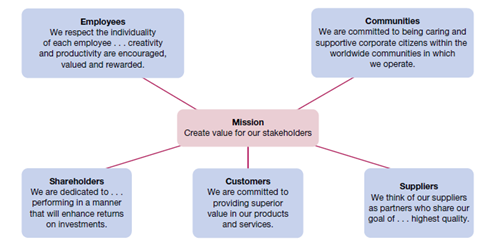 Employees
We respect the individuality
of each employee . . . creativity
and productivity are encouraged,
valued and rewarded.
Communities
We are committed to being caring and
supportive corporate citizens within the
worldwide communities in which
we operate.
Mission
Create value for our stakeholders
Shareholders
We are dedicated to . . .
performing in a manner
that will enhance returns
on investments.
Customers
We are committed to
providing superior
value in our products
and services.
Suppliers
We think of our suppliers
as partners who share our
goal of . . . highest quality.